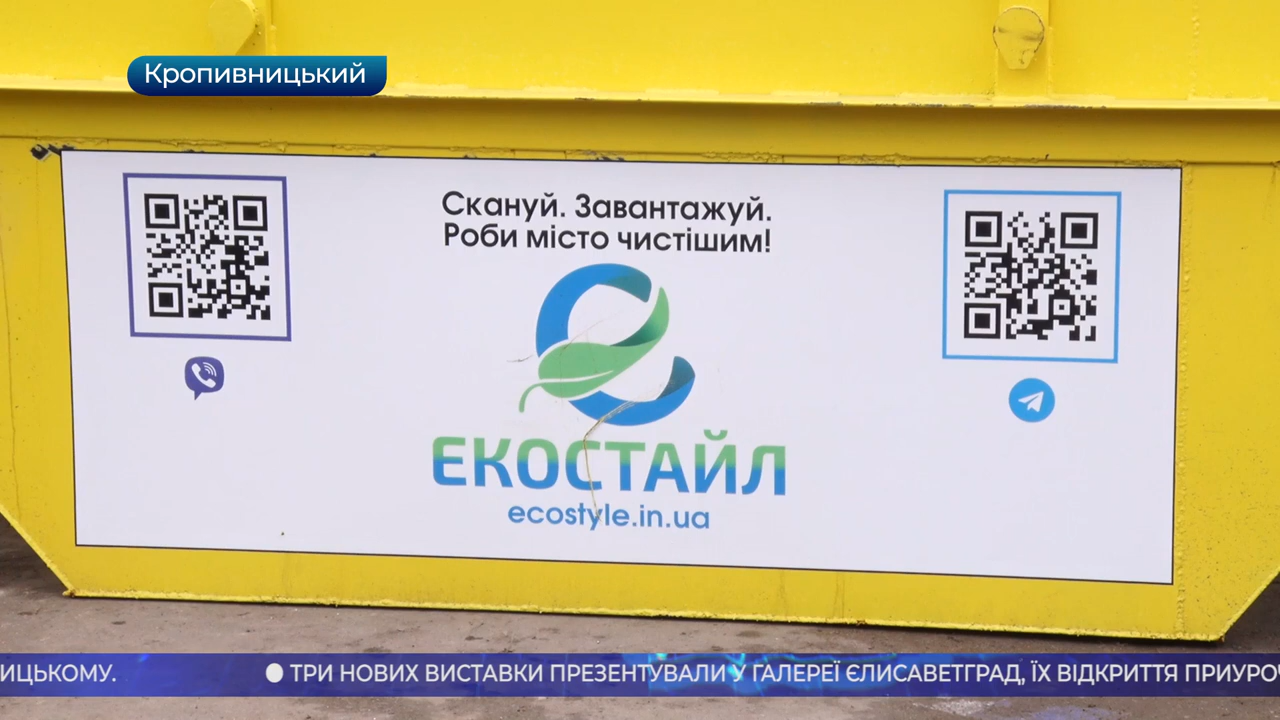 Кропивницький
Скануй. Завантажуй.
Роби місто чистішим!
ЕКОСТАЙЛ
ecostyle.in.ua
ИЦЬКОМУ.
● ТРИ НОВИХ ВИСТАВКИ ПРЕЗЕНТУВАЛИ У ГАЛЕРЕЇ ЄЛИСАВЕТГРАД, ЇХ ВІДКРИТТЯ ПРИУРОЧ